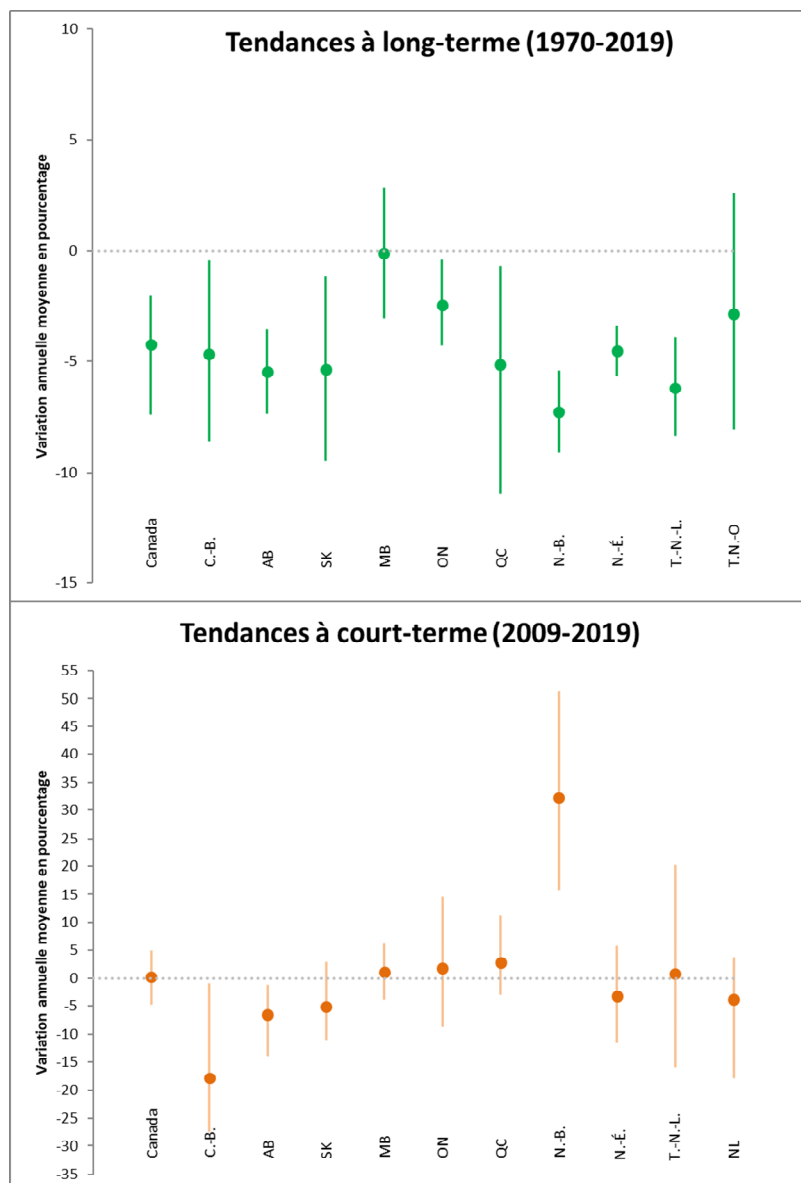 Tendances à long-terme (1970-2019)
Variation annuelle moyenne en pourcentage
10
5
0
-5
-10
-15
Canada
C.-B.
AB
SK
MB
ON
QC
N.-B.
N.-É.
T.-N.-L.
T.N.-O
Tendances à court-terme (2009-2019)
Variation annuelle moyenne en pourcentage
55
50
45
40
35
30
25
20
15
10
5
0
-5
-10
-15
-20
-25
-30
-35
Canada
C.-B.
AB
SK
MB
ON
QC
N.-B.
N.-É.
T.-N.-L.
NL